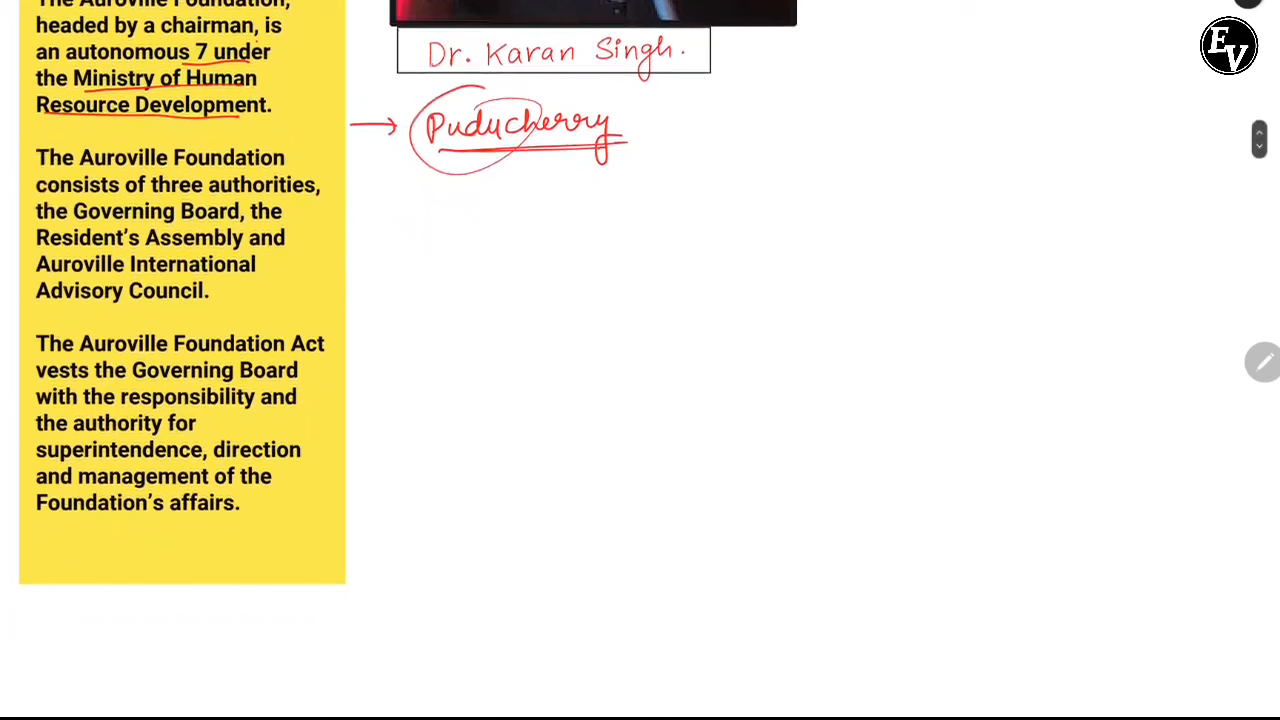 The Auroville Foundation,
headed by a chairman, is
an autonomous 7 under
the Ministry of Human
Resource Development.
The Auroville Foundation
consists of three authorities,
the Governing Board, the
Resident’s Assembly and
Auroville International
Advisory Council.
The Auroville Foundation Act
vests the Governing Board
with the responsibility and
the authority for
superintendence, direction
and management of the
Foundation’s affairs.
Dr. Karan Singh.
→ Puducherry
EV